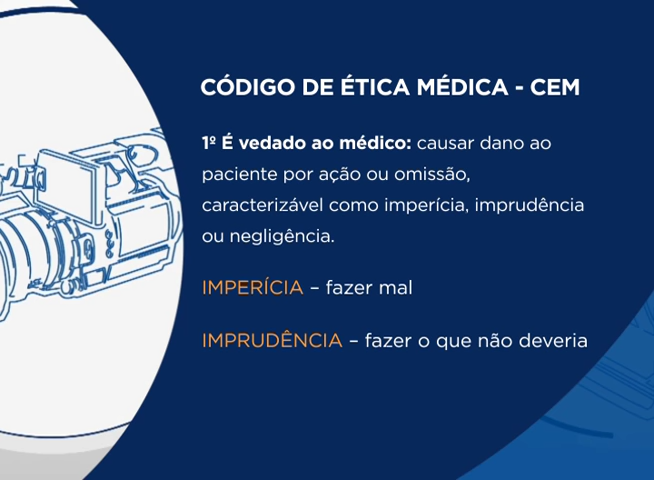 CÓDIGO DE ÉTICA MÉDICA - CEM
1º É vedado ao médico: causar dano ao
paciente por ação ou omissão,
caracterizável como imperícia, imprudência
ou negligência.
IMPERÍCIA – fazer mal
IMPRUDÊNCIA – fazer o que não deveria